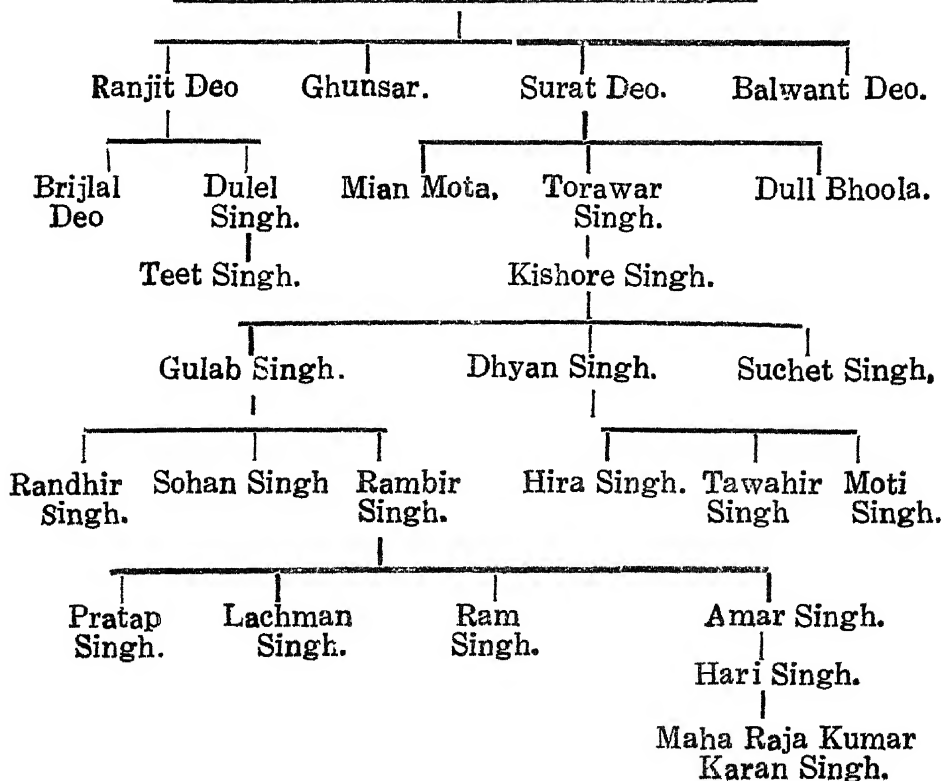 Ranjit Deo Ghunsar. Surat Deo. Balwant Deo.
Brijlal Deo Dulel Singh. Mian Mota, Torawar Singh. Dull Bhoola.
Teet Singh. Kishore Singh.
Gulab Singh. Dhyan Singh. Suchet Singh,
Randhir Singh. Sohan Singh Rambir Singh. Hira Singh. Tawahir Singh Moti Singh.
Pratap Singh. Lachman Singh. Ram Singh. Amar Singh.
Hari Singh.
Maha Raja Kumar
Karan Singh.